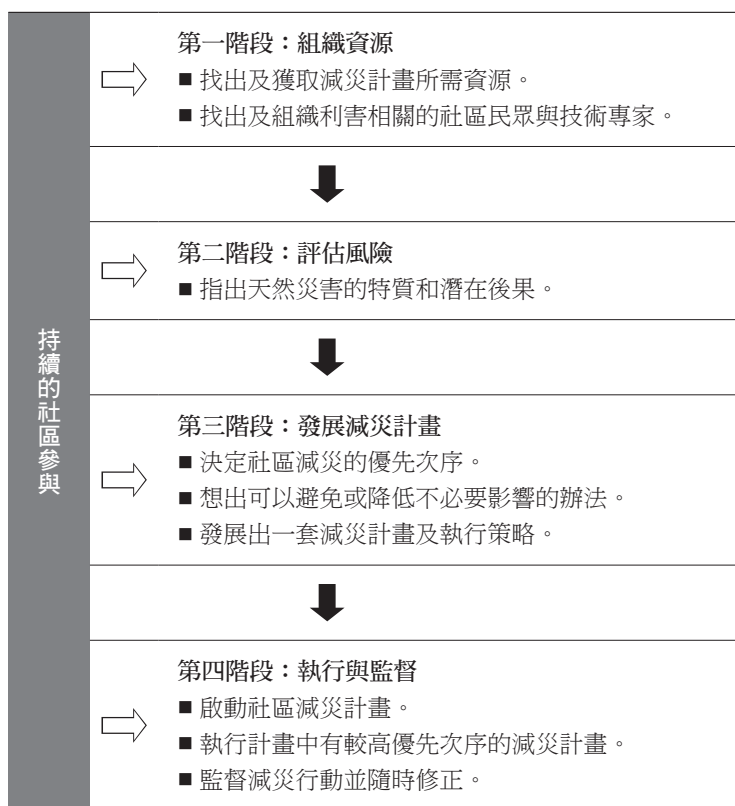 持續的社區參與
第一階段：組織資源
■ 找出及獲取減災計畫所需資源。
■ 找出及組織利害相關的社區民眾與技術專家。
第二階段：評估風險
■ 指出天然災害的特質和潛在後果。
第三階段：發展減災計畫
■ 決定社區減災的優先次序。
■ 想出可以避免或降低不必要影響的辦法。
■ 發展出一套減災計畫及執行策略。
第四階段：執行與監督
■ 啟動社區減災計畫。
■ 執行計畫中有較高優先次序的減災計畫。
■ 監督減災行動並隨時修正。